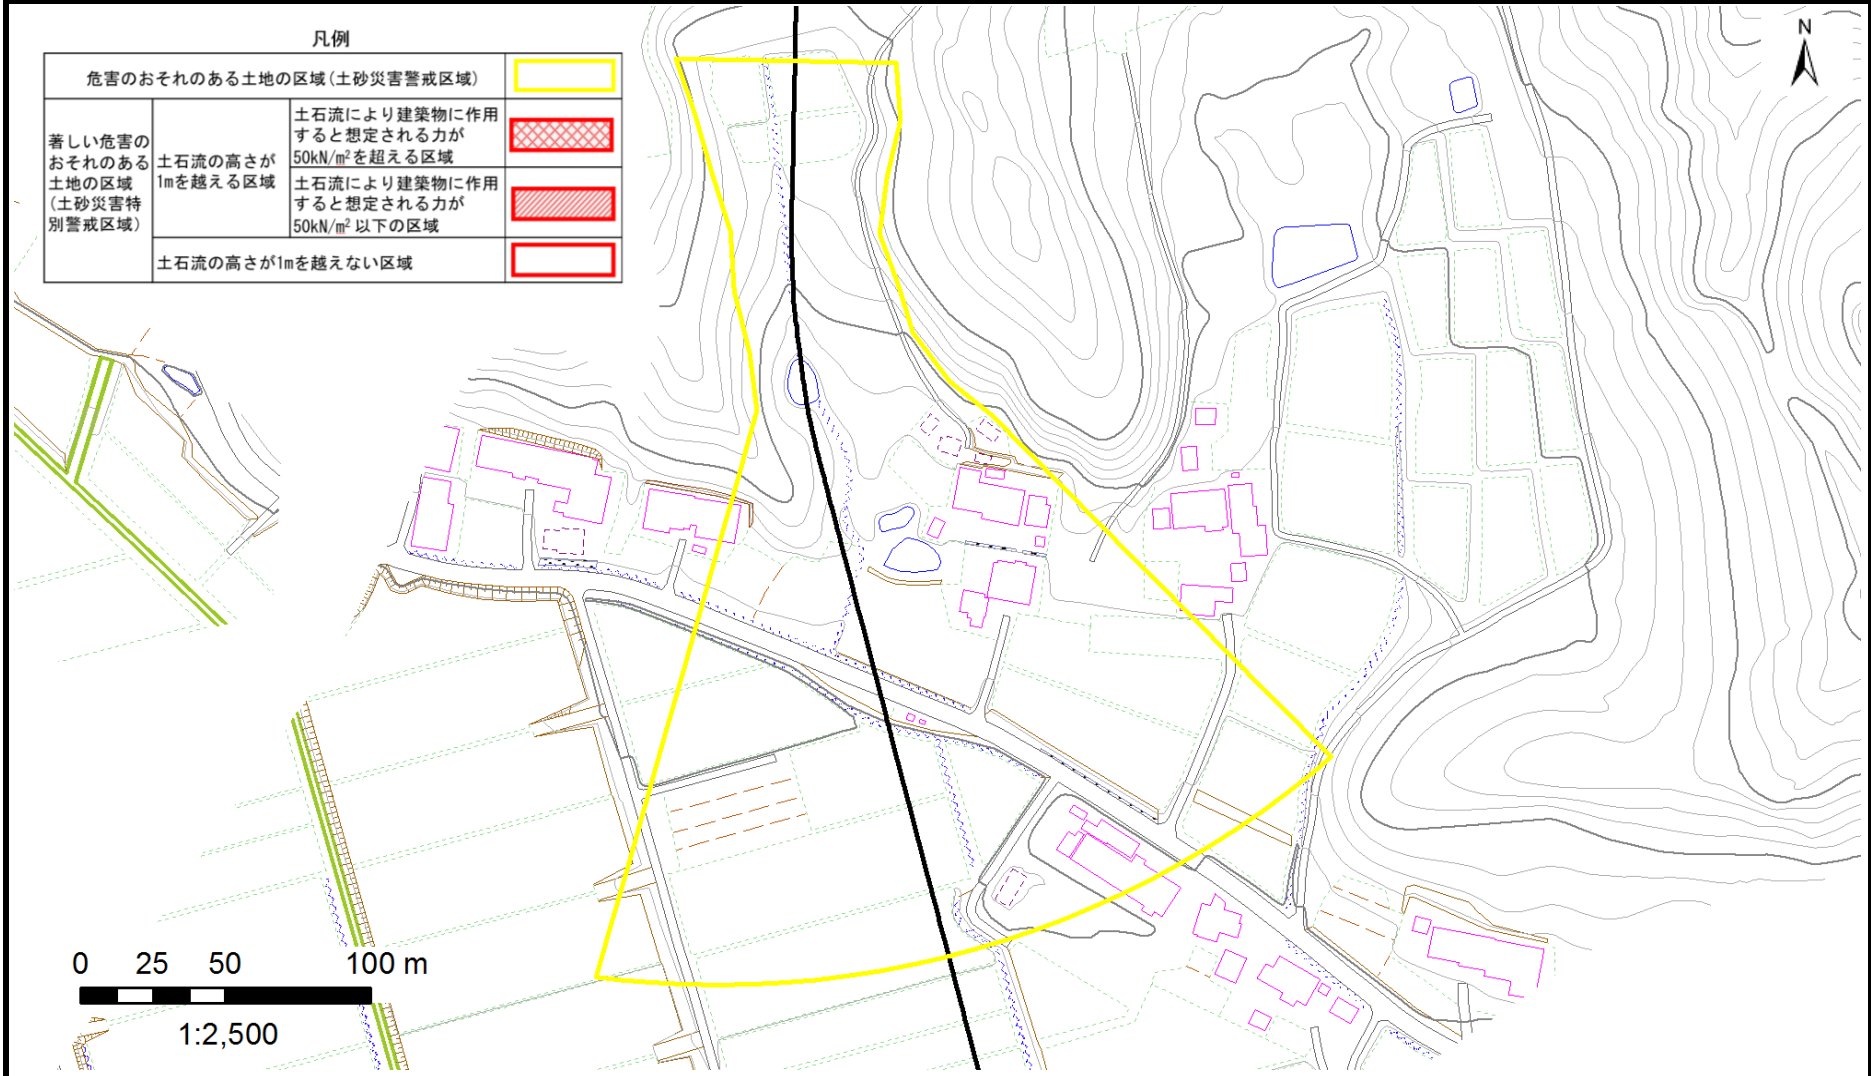 凡例
危害のおそれのある土地の区域(土砂災害警戒区域)
著しい危害の
おそれのある
土地の区域
(土砂災害特
別警戒区域)
土石流の高さが
1mを越える区域
土石流により建築物に作用
すると想定される力が
50kN/m²を超える区域
土石流により建築物に作用
すると想定される力が
50kN/m² 以下の区域
土石流の高さが1mを越えない区域
N
0 25 50 100 m
1:2,500